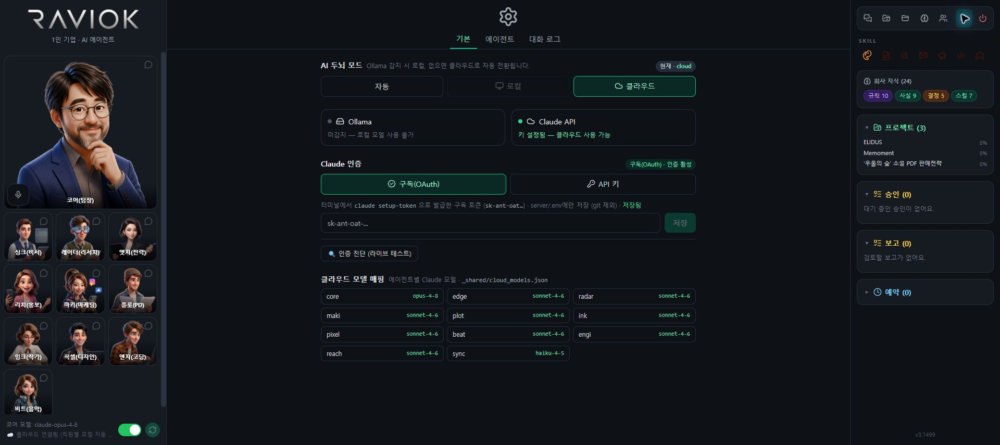 RAVIOK
1인 기업 · AI 에이전트
코어(팀장)
싱크(비서)
레이더(리서치)
엣지(전략)
리치(홍보)
마키(마케팅)
플롯(PD)
잉크(작가)
픽셀(디자인)
엔지(코딩)
비트(음악)
코어 모델: claude-opus-4-8
클라우드 연결됨 (직원별 모델 자동 ...
기본
에이전트
대화 로그
AI 두뇌 모드 Ollama 감지 시 로컬, 없으면 클라우드로 자동 전환됩니다.
현재 · cloud
자동
로컬
클라우드
Ollama
미감지 — 로컬 모델 사용 불가
Claude API
키 설정됨 — 클라우드 사용 가능
Claude 인증
구독(OAuth) · 인증 활성
구독(OAuth)
API 키
터미널에서 claude setup-token 으로 발급한 구독 토큰 (sk-ant-oat…) · server/.env에만 저장 (git 제외) · 저장됨
sk-ant-oat-...
저장
인증 진단 (라이브 테스트)
클라우드 모델 매핑 에이전트별 Claude 모델 · _shared/cloud_models.json
core opus-4-8
edge sonnet-4-6
radar sonnet-4-6
maki sonnet-4-6
plot sonnet-4-6
ink sonnet-4-6
pixel sonnet-4-6
beat sonnet-4-6
engi sonnet-4-6
reach sonnet-4-6
sync haiku-4-5
SKILL
회사 지식 (24)
규칙 10
사실 9
결정 5
스킬 7
프로젝트 (3)
ELIDUS 0%
Memoment 0%
'우울의 숲' 소설 PDF 판매전략 0%
승인 (0)
대기 중인 승인이 없어요.
보고 (0)
검토할 보고가 없어요.
예약 (0)
v3.1499